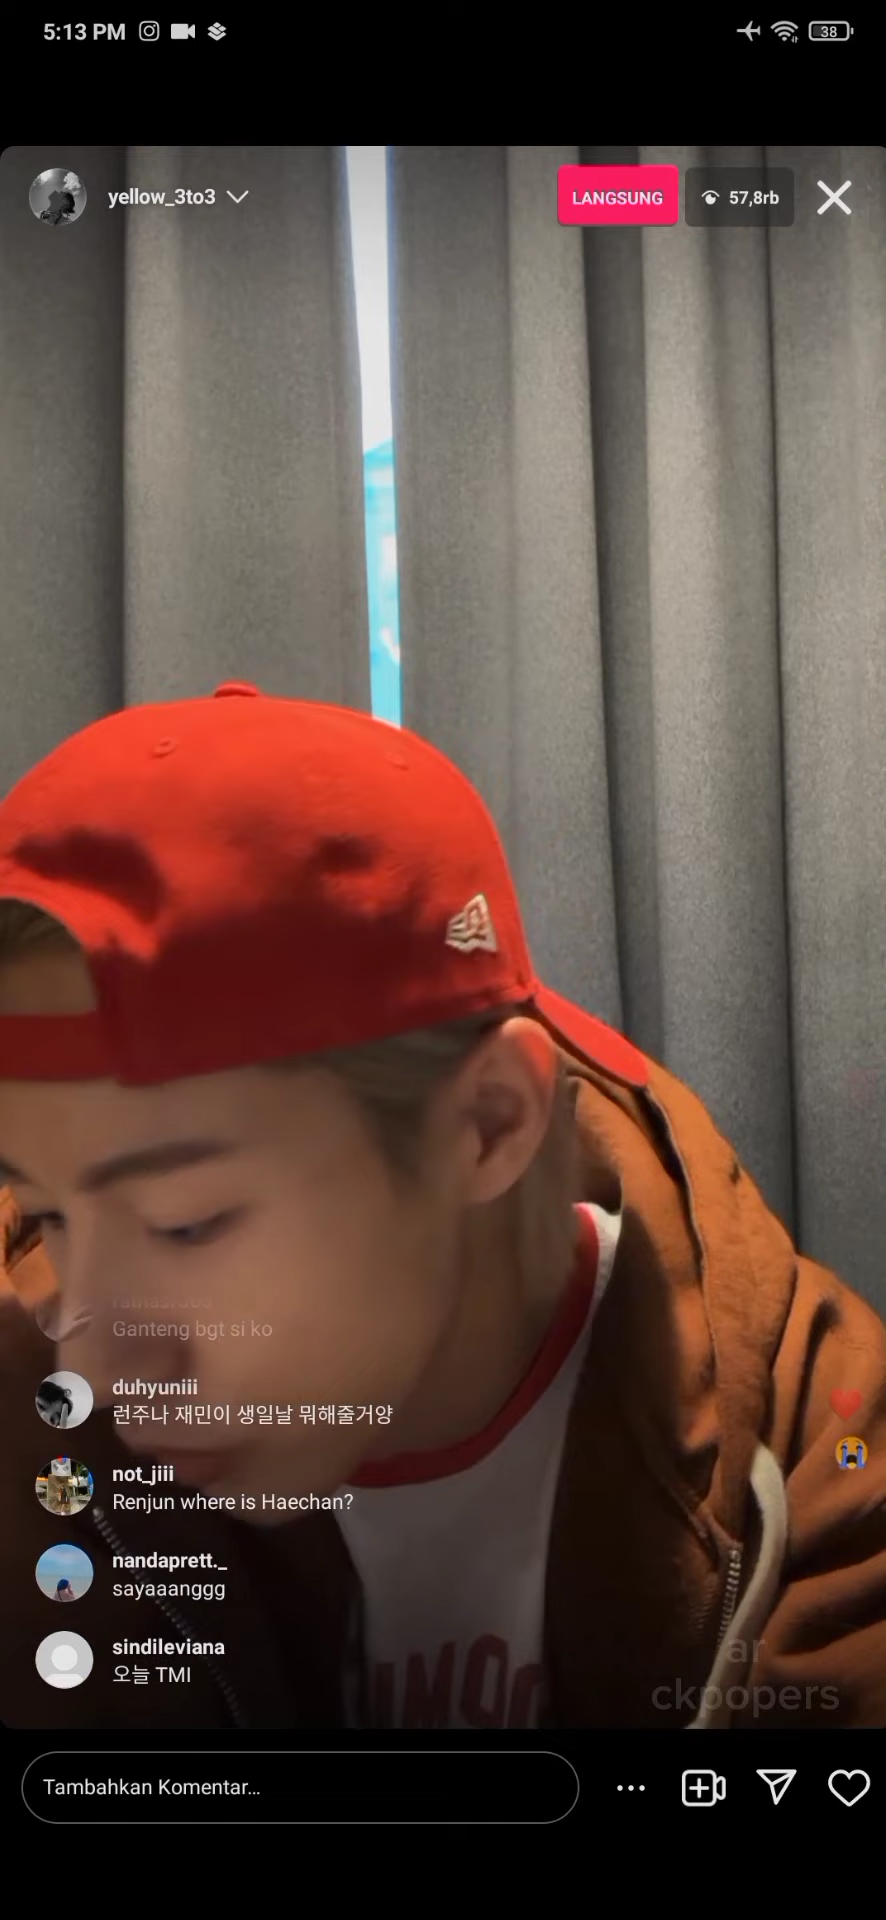 5:13 PM
38
yellow_3to3
LANGSUNG
57,8rb
Ganteng bgt si ko
duhyuniii
런주나 재민이 생일날 뭐해줄거양
not_jiii
Renjun where is Haechan?
nandaprett._
sayaaanggg
sindileviana
오늘 TMI
ar
ckpopers
Tambahkan Komentar...